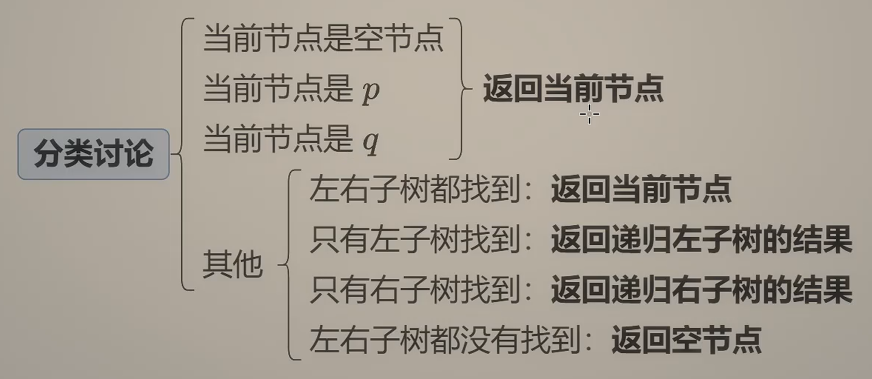 分类讨论
当前节点是空节点
当前节点是 p
当前节点是 q
返回当前节点
其他
左右子树都找到：返回当前节点
只有左子树找到：返回递归左子树的结果
只有右子树找到：返回递归右子树的结果
左右子树都没有找到：返回空节点